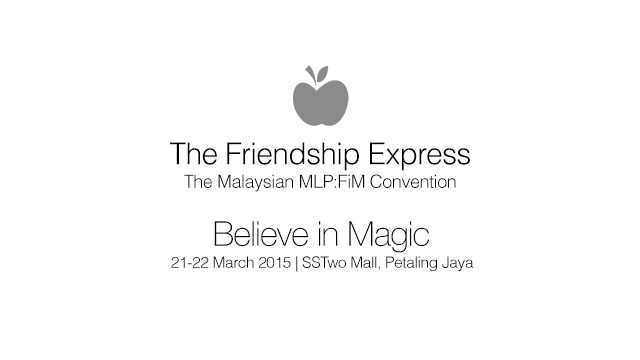 The Friendship Express
The Malaysian MLP:FiM Convention
Believe in Magic
21-22 March 2015 | SSTwo Mall, Petaling Jaya